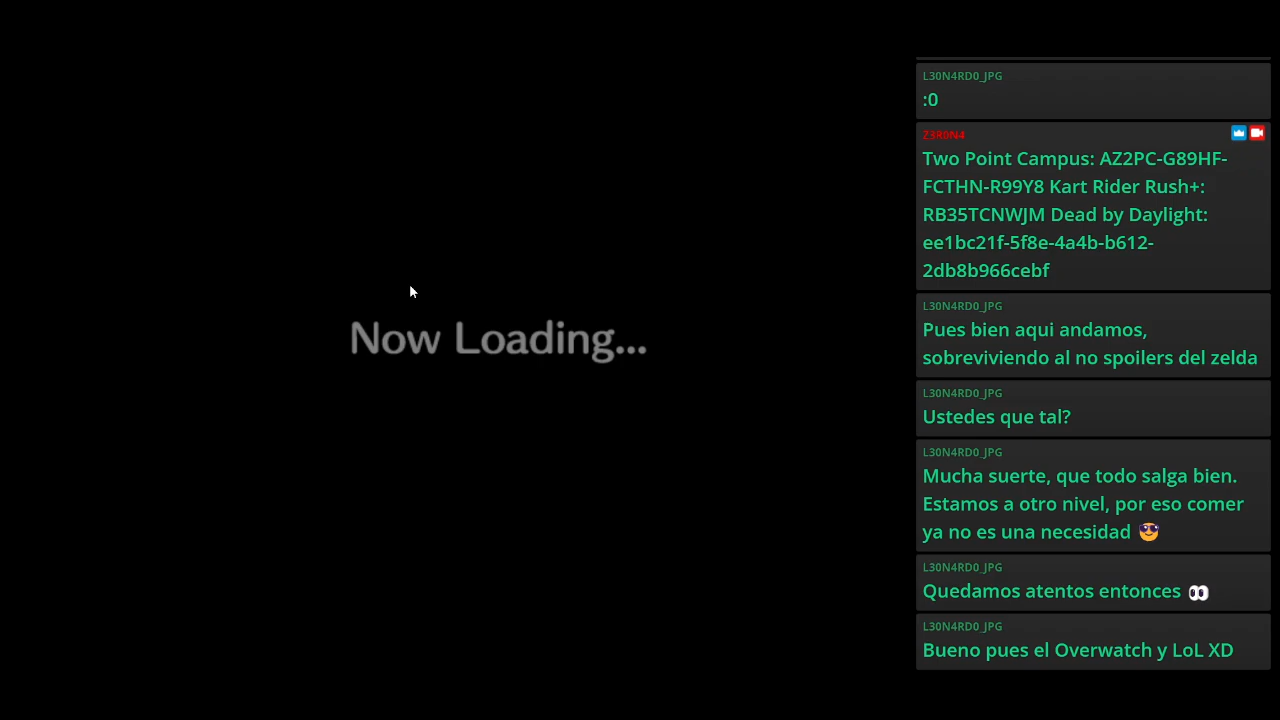 Now Loading...
L30N4RD0_JPG
:0
Z3R0N4
Two Point Campus: AZ2PC-G89HF-
FCTHN-R99Y8 Kart Rider Rush+:
RB35TCNWJM Dead by Daylight:
ee1bc21f-5f8e-4a4b-b612-
2db8b966cebf
L30N4RD0_JPG
Pues bien aqui andamos,
sobreviviendo al no spoilers del zelda
L30N4RD0_JPG
Ustedes que tal?
L30N4RD0_JPG
Mucha suerte, que todo salga bien.
Estamos a otro nivel, por eso comer
ya no es una necesidad 😎
L30N4RD0_JPG
Quedamos atentos entonces 👀
L30N4RD0_JPG
Bueno pues el Overwatch y LoL XD